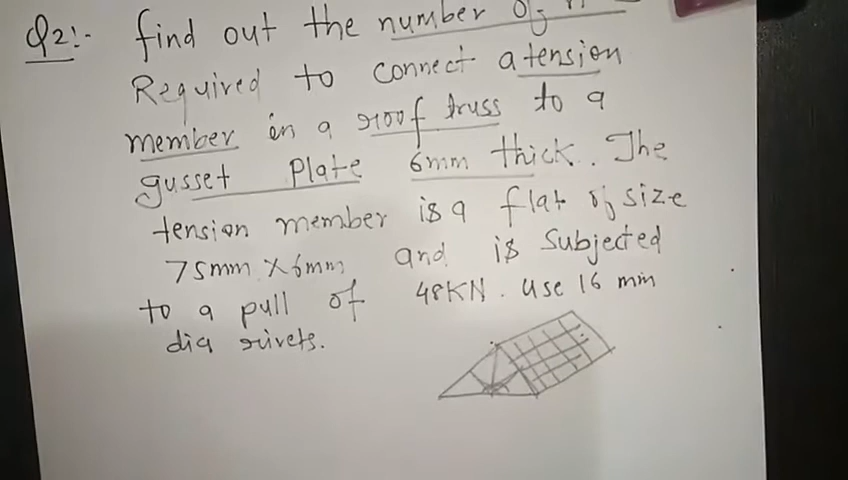 Q2:- find out the number of
Required to connect a tension
member in a roof truss to a
gusset Plate 6mm thick. The
tension member is a flat of size
75mm x 6mm and is Subjected
to a pull of 48KN. Use 16 mm
dia rivets.